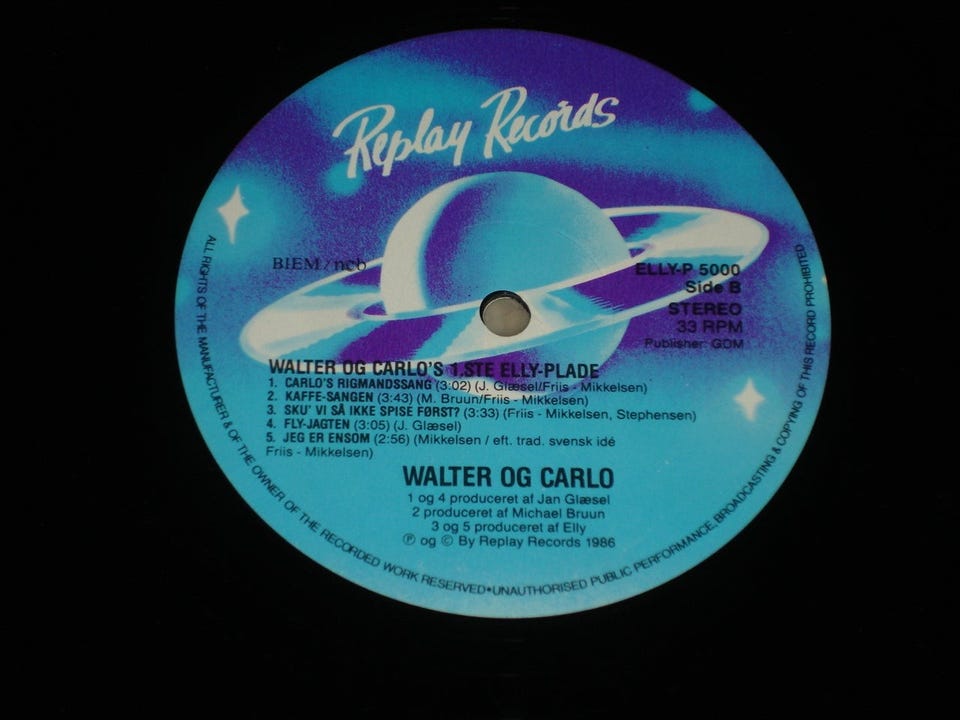 Replay Records
BIEM/ncb
ELLY-P 5000
Side B
STEREO
33 RPM
Publisher: GDM
WALTER OG CARLO'S 1.STE ELLY-PLADE
1. CARLO'S RIGMANDSSANG (3:02) (J. Glæsel/Friis - Mikkelsen)
2. KAFFE-SANGEN (3:43) (M. Bruun/Friis - Mikkelsen)
3. SKU' VI SÅ IKKE SPISE FØRST? (3:33) (Friis - Mikkelsen, Stephensen)
4. FLY-JAGTEN (3:05) (J. Glæsel)
5. JEG ER ENSOM (2:56) (Mikkelsen / eft. trad. svensk idé
Friis - Mikkelsen)
WALTER OG CARLO
1 og 4 produceret af Jan Glæsel
2 produceret af Michael Bruun
3 og 5 produceret af Elly
℗ og © By Replay Records 1986
ALL RIGHTS OF THE MANUFACTURER & OF THE OWNER OF THE RECORDED WORK RESERVED•UNAUTHORISED PUBLIC PERFORMANCE, BROADCASTING & COPYING OF THIS RECORD PROHIBITED